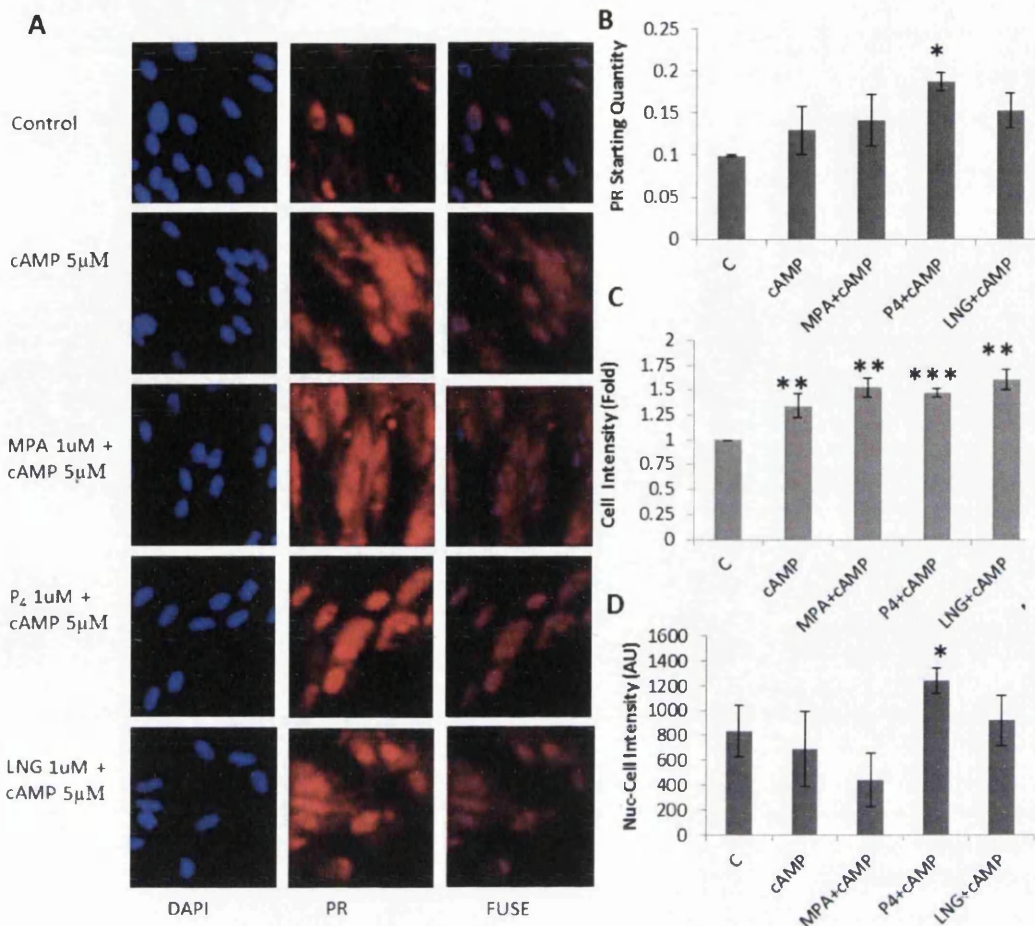 A
Control
cAMP 5µM
MPA 1uM +
cAMP 5µM
P4 1uM +
cAMP 5µM
LNG 1uM +
cAMP 5µM
DAPI
PR
FUSE
B
PR Starting Quantity
0.25
0.2
0.15
0.1
0.05
0
*
C
cAMP
MPA+cAMP
P4+cAMP
LNG+cAMP
C
Cell Intensity (Fold)
2
1.75
1.5
1.25
1
0.75
0.5
0.25
0
**
**
***
**
C
cAMP
MPA+cAMP
P4+cAMP
LNG+cAMP
D
Nuc-Cell Intensity (AU)
1600
1400
1200
1000
800
600
400
200
0
*
C
cAMP
MPA+cAMP
P4+cAMP
LNG+cAMP